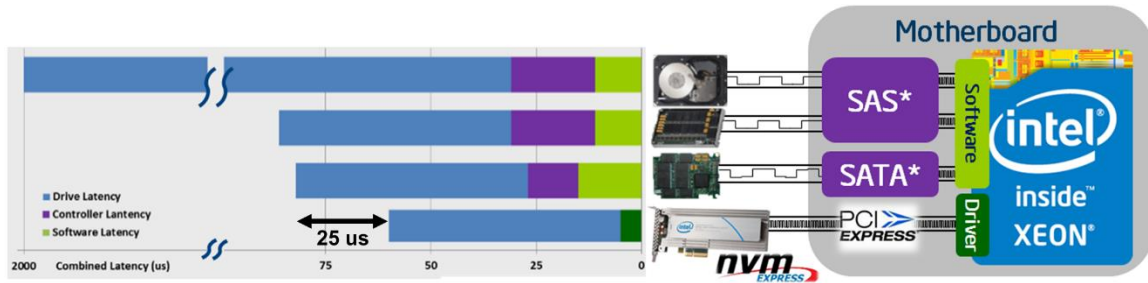 Drive Latency
Controller Lantency
Software Latency
25 us
2000 Combined Latency (us) 75 50 25 0
Motherboard
SAS*
SATA*
PCI
EXPRESS
Software
Driver
intel
inside™
XEON®
intel
nvm
EXPRESS